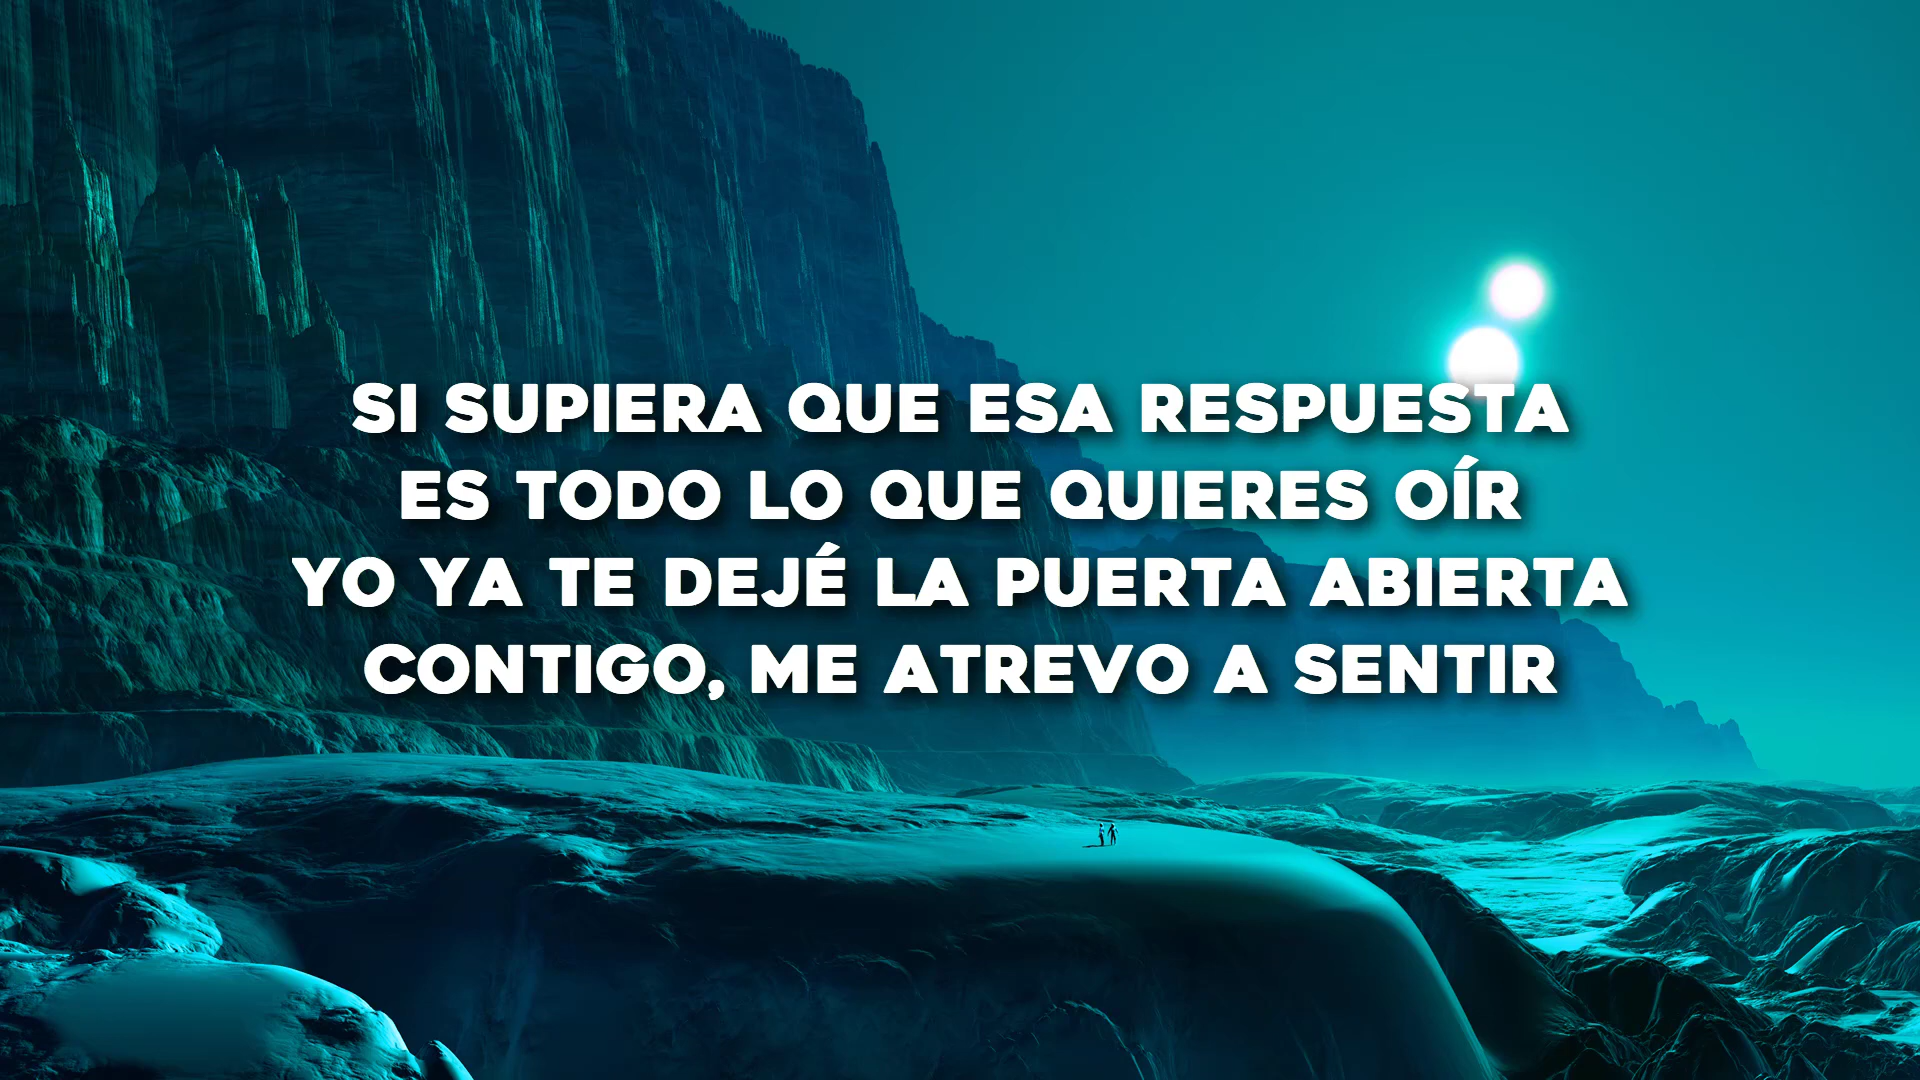 SI SUPIERA QUE ESA RESPUESTA
ES TODO LO QUE QUIERES OÍR
YO YA TE DEJÉ LA PUERTA ABIERTA
CONTIGO, ME ATREVO A SENTIR